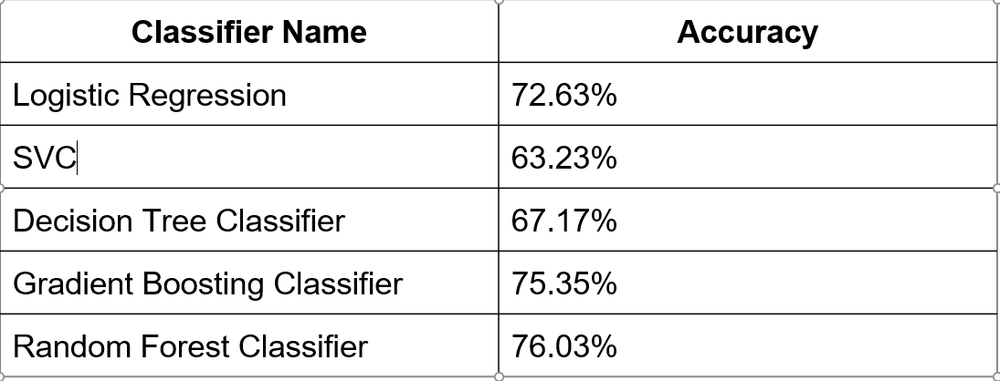 Classifier Name Accuracy
Logistic Regression 72.63%
SVC 63.23%
Decision Tree Classifier 67.17%
Gradient Boosting Classifier 75.35%
Random Forest Classifier 76.03%